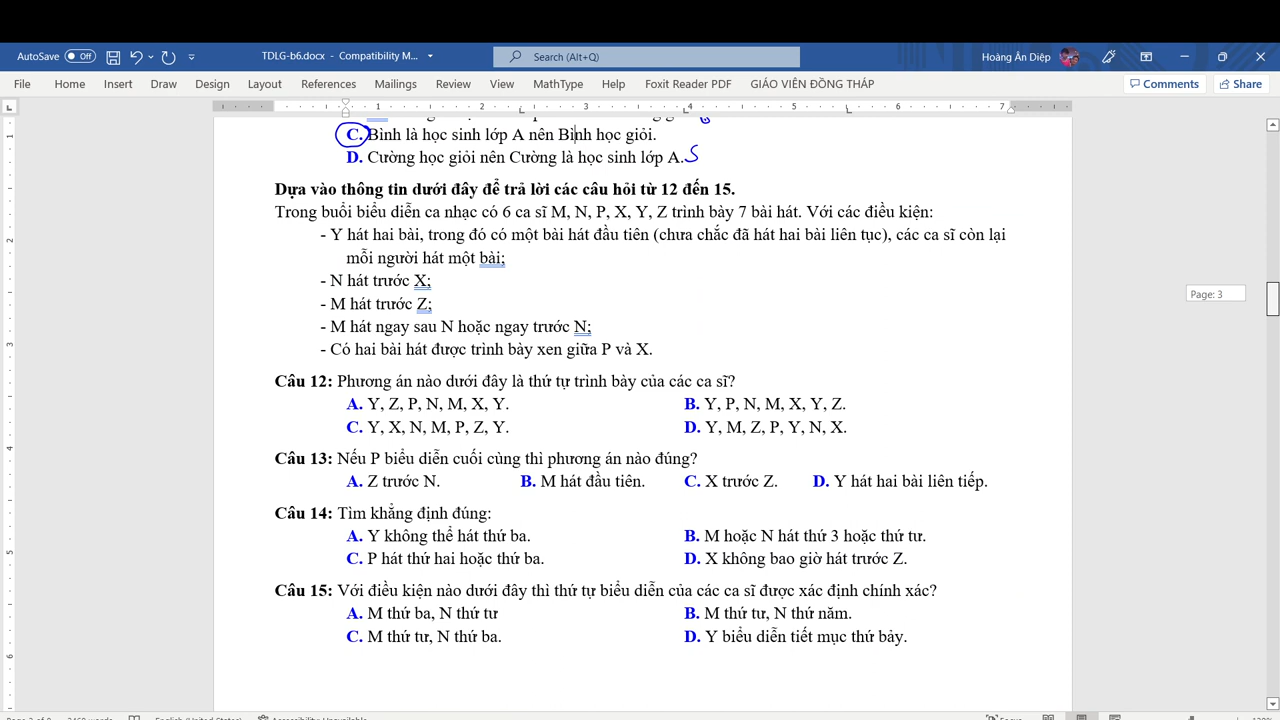 AutoSave Off TDLG-b6.docx - Compatibility M... Search (Alt+Q) Hoàng Ân Diệp
File Home Insert Draw Design Layout References Mailings Review View MathType Help Foxit Reader PDF GIÁO VIÊN ĐỒNG THÁP Comments Share
1 2 3 4 5 6 7
C. Bình là học sinh lớp A nên Bình học giỏi.
D. Cường học giỏi nên Cường là học sinh lớp A. S
Dựa vào thông tin dưới đây để trả lời các câu hỏi từ 12 đến 15.
Trong buổi biểu diễn ca nhạc có 6 ca sĩ M, N, P, X, Y, Z trình bày 7 bài hát. Với các điều kiện:
- Y hát hai bài, trong đó có một bài hát đầu tiên (chưa chắc đã hát hai bài liên tục), các ca sĩ còn lại
mỗi người hát một bài;
- N hát trước X;
Page: 3
- M hát trước Z;
- M hát ngay sau N hoặc ngay trước N;
- Có hai bài hát được trình bày xen giữa P và X.
Câu 12: Phương án nào dưới đây là thứ tự trình bày của các ca sĩ?
A. Y, Z, P, N, M, X, Y. B. Y, P, N, M, X, Y, Z.
C. Y, X, N, M, P, Z, Y. D. Y, M, Z, P, Y, N, X.
Câu 13: Nếu P biểu diễn cuối cùng thì phương án nào đúng?
A. Z trước N. B. M hát đầu tiên. C. X trước Z. D. Y hát hai bài liên tiếp.
Câu 14: Tìm khẳng định đúng:
A. Y không thể hát thứ ba. B. M hoặc N hát thứ 3 hoặc thứ tư.
C. P hát thứ hai hoặc thứ ba. D. X không bao giờ hát trước Z.
Câu 15: Với điều kiện nào dưới đây thì thứ tự biểu diễn của các ca sĩ được xác định chính xác?
A. M thứ ba, N thứ tư B. M thứ tư, N thứ năm.
C. M thứ tư, N thứ ba. D. Y biểu diễn tiết mục thứ bảy.